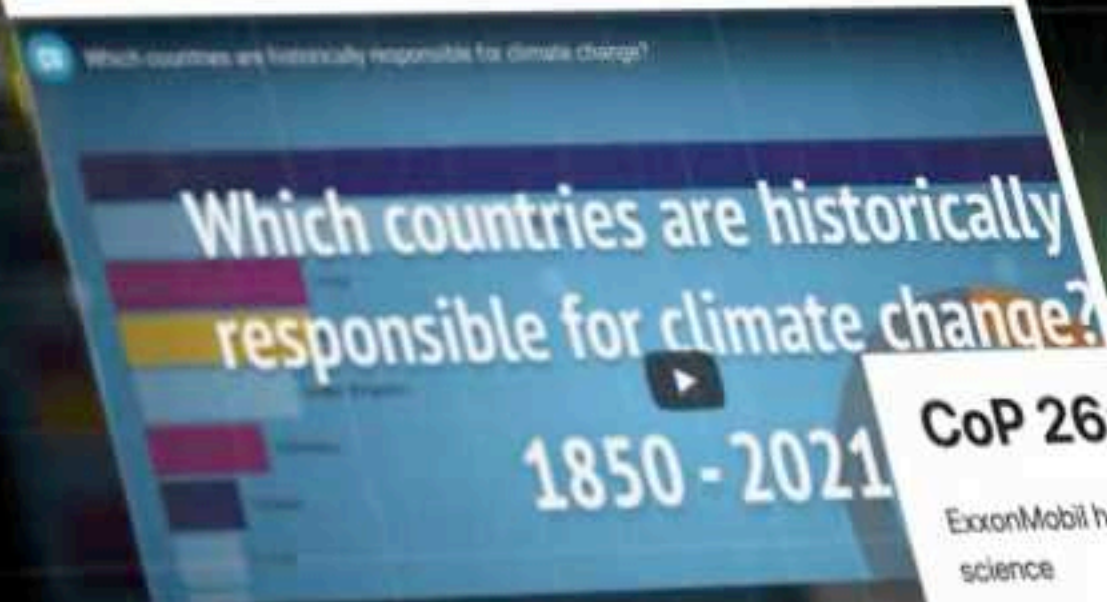 Which countries are historically responsible for climate change?
Which countries are historically
responsible for climate change?
1850 - 2021
CoP 26
ExxonMobil h
science